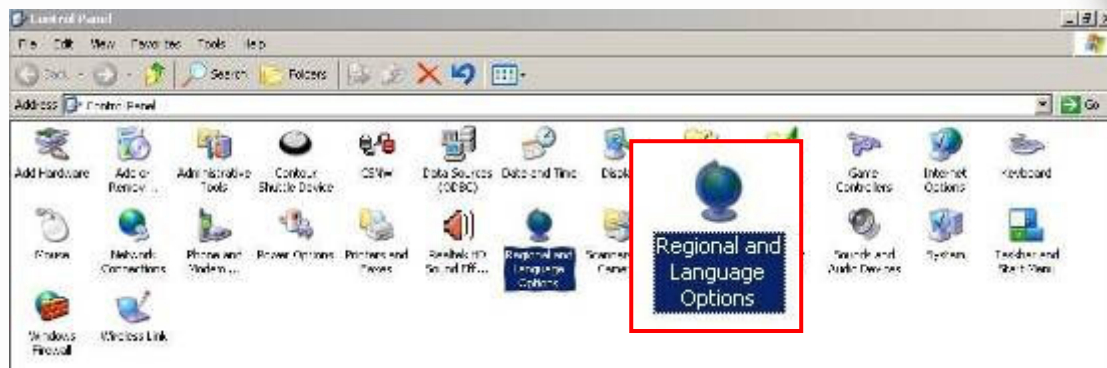 Control Panel
File Edit View Favorites Tools Help
Back Search Folders
Address Control Panel Go
Add Hardware
Add or Remov...
Administrative Tools
Contour Shuttle Device
CSNW
Data Sources (ODBC)
Date and Time
Game Controllers
Internet Options
Keyboard
Mouse
Network Connections
Phone and Modem ...
Power Options
Printers and Faxes
Realtek HD Sound Eff...
Regional and Language Options
Regional and
Language
Options
Sounds and Audio Devices
System
Taskbar and Start Menu
Windows Firewall
Wireless Link